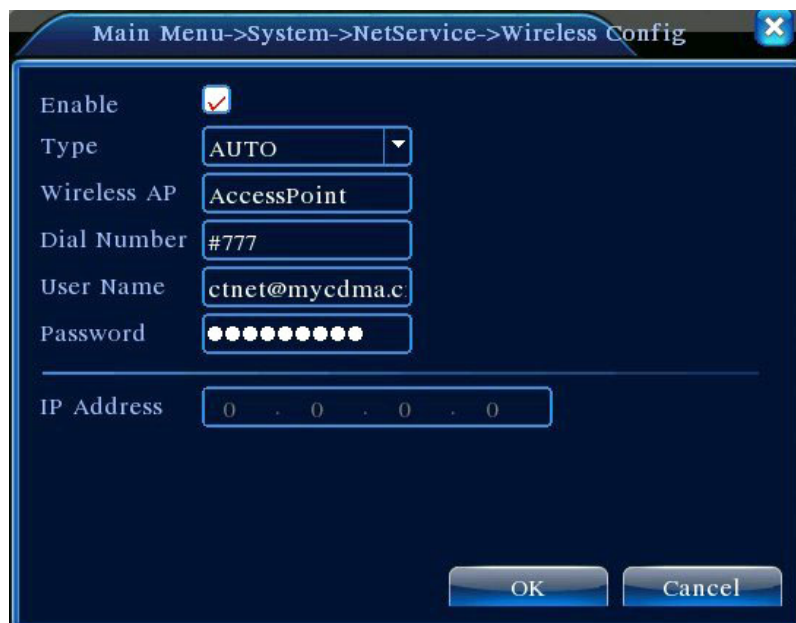 Main Menu->System->NetService->Wireless Config
Enable
Type AUTO
Wireless AP AccessPoint
Dial Number #777
User Name ctnet@mycdma.c
Password ●●●●●●●●●
IP Address 0 . 0 . 0 . 0
OK Cancel